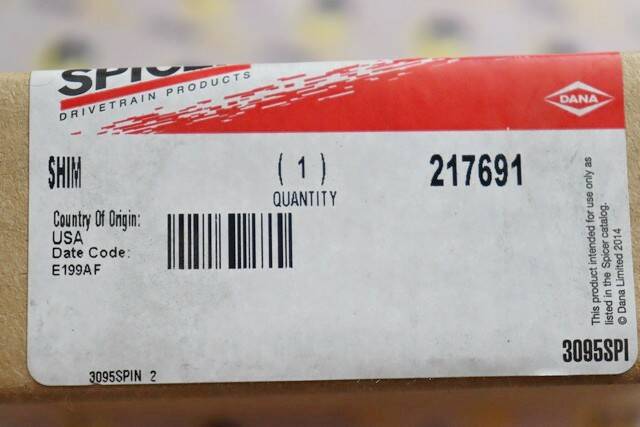 SPICER
DRIVETRAIN PRODUCTS
DANA
SHIM
( 1 )
217691
QUANTITY
Country Of Origin:
USA
Date Code:
E199AF
This product intended for use only as
listed in the Spicer catalog.
© Dana Limited 2014
3095SPI
3095SPIN 2